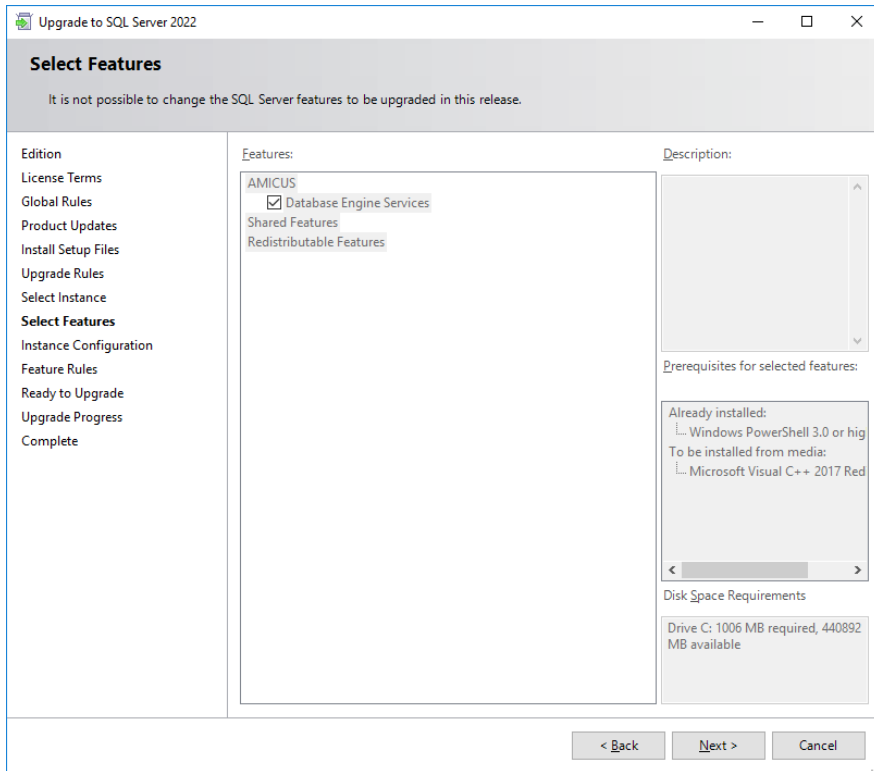 Upgrade to SQL Server 2022
Select Features
It is not possible to change the SQL Server features to be upgraded in this release.
Edition
License Terms
Global Rules
Product Updates
Install Setup Files
Upgrade Rules
Select Instance
Select Features
Instance Configuration
Feature Rules
Ready to Upgrade
Upgrade Progress
Complete
Features:
AMICUS
Database Engine Services
Shared Features
Redistributable Features
Description:
Prerequisites for selected features:
Already installed:
Windows PowerShell 3.0 or hig
To be installed from media:
Microsoft Visual C++ 2017 Red
Disk Space Requirements
Drive C: 1006 MB required, 440892
MB available
< Back
Next >
Cancel